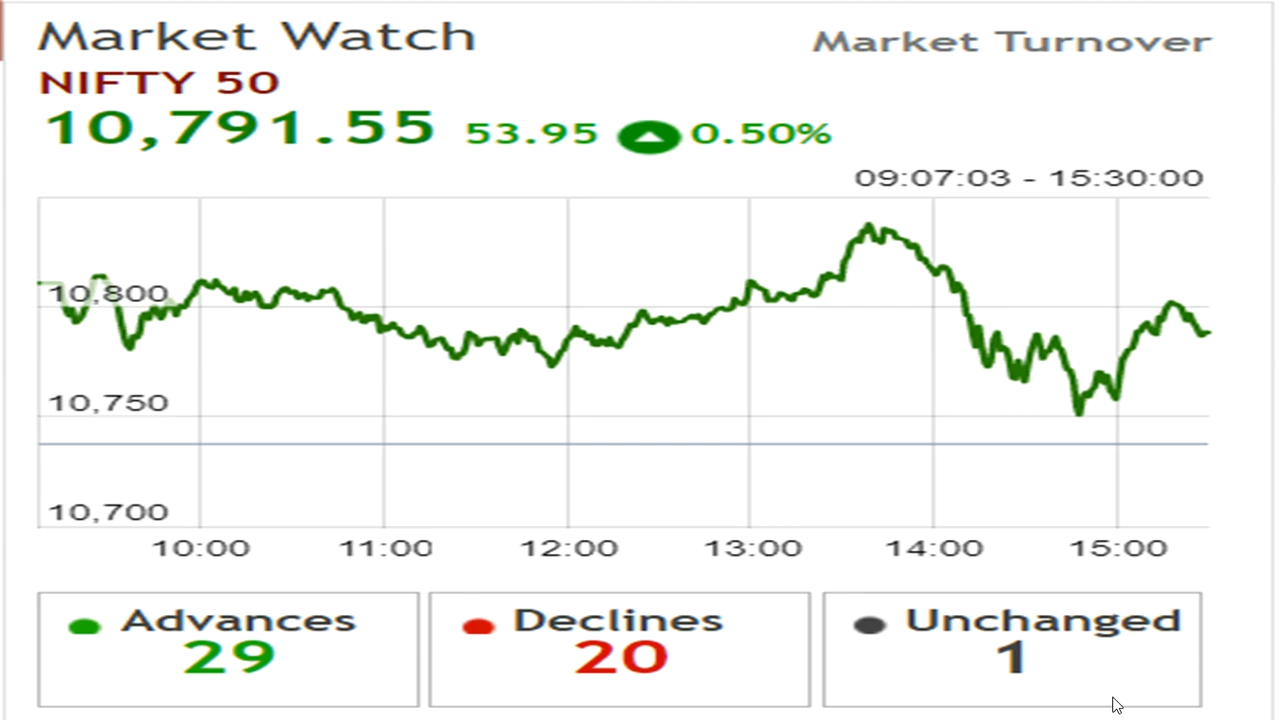 Market Watch
Market Turnover
NIFTY 50
10,791.55 53.95 0.50%
09:07:03 - 15:30:00
10,800
10,750
10,700
10:00 11:00 12:00 13:00 14:00 15:00
Advances Declines Unchanged
29 20 1